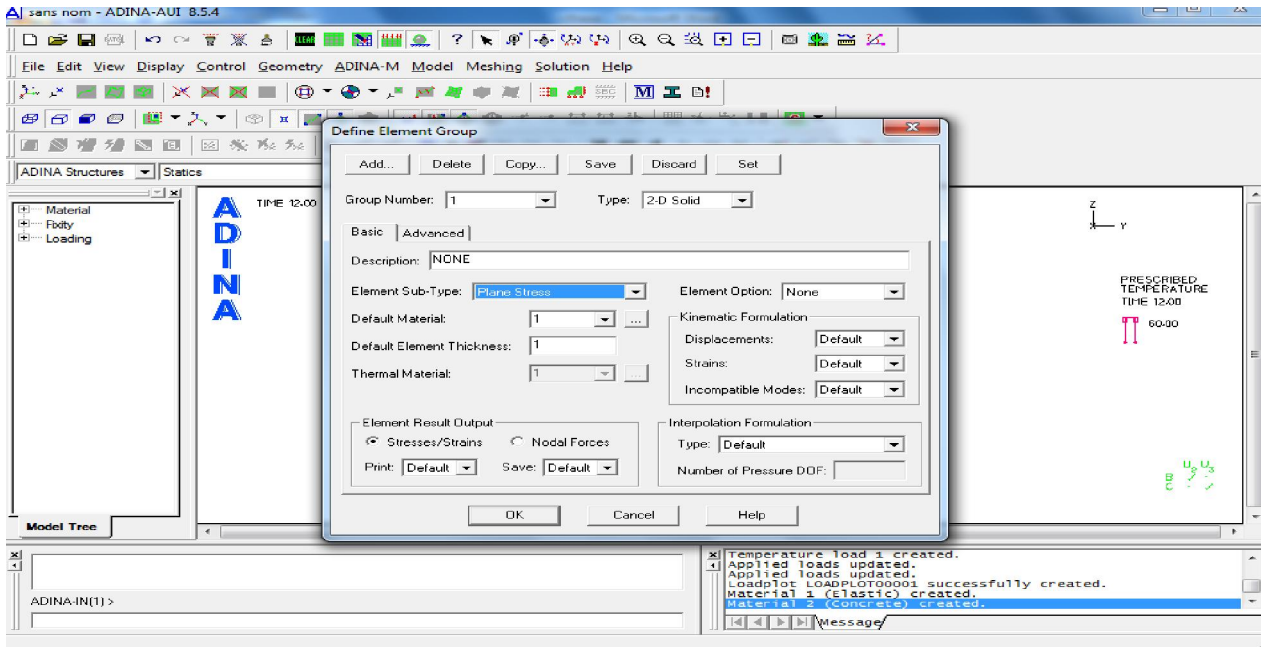 sans nom - ADINA-AUI 8.5.4
CLEAR
?
File Edit View Display Control Geometry ADINA-M Model Meshing Solution Help
M D!
ADINA Structures Statics
Material
Fixity
Loading
Model Tree
ADINA
TIME 12.00
Define Element Group
Add... Delete Copy... Save Discard Set
Group Number: 1 Type: 2-D Solid
Basic Advanced
Description: NONE
Element Sub-Type: Plane Stress Element Option: None
Default Material: 1 ...
Default Element Thickness: 1
Thermal Material: 1 ...
Kinematic Formulation
Displacements: Default
Strains: Default
Incompatible Modes: Default
Element Result Output
Stresses/Strains Nodal Forces
Print: Default Save: Default
Interpolation Formulation
Type: Default
Number of Pressure DOF:
OK Cancel Help
Z
X Y
PRESCRIBED
TEMPERATURE
TIME 12.00
60.00
U2 U3
B
C
ADINA-IN(1) >
Temperature load 1 created.
Applied loads updated.
Applied loads updated.
Loadplot LOADPLOT00001 successfully created.
Material 1 (Elastic) created.
Material 2 (Concrete) created.
Message